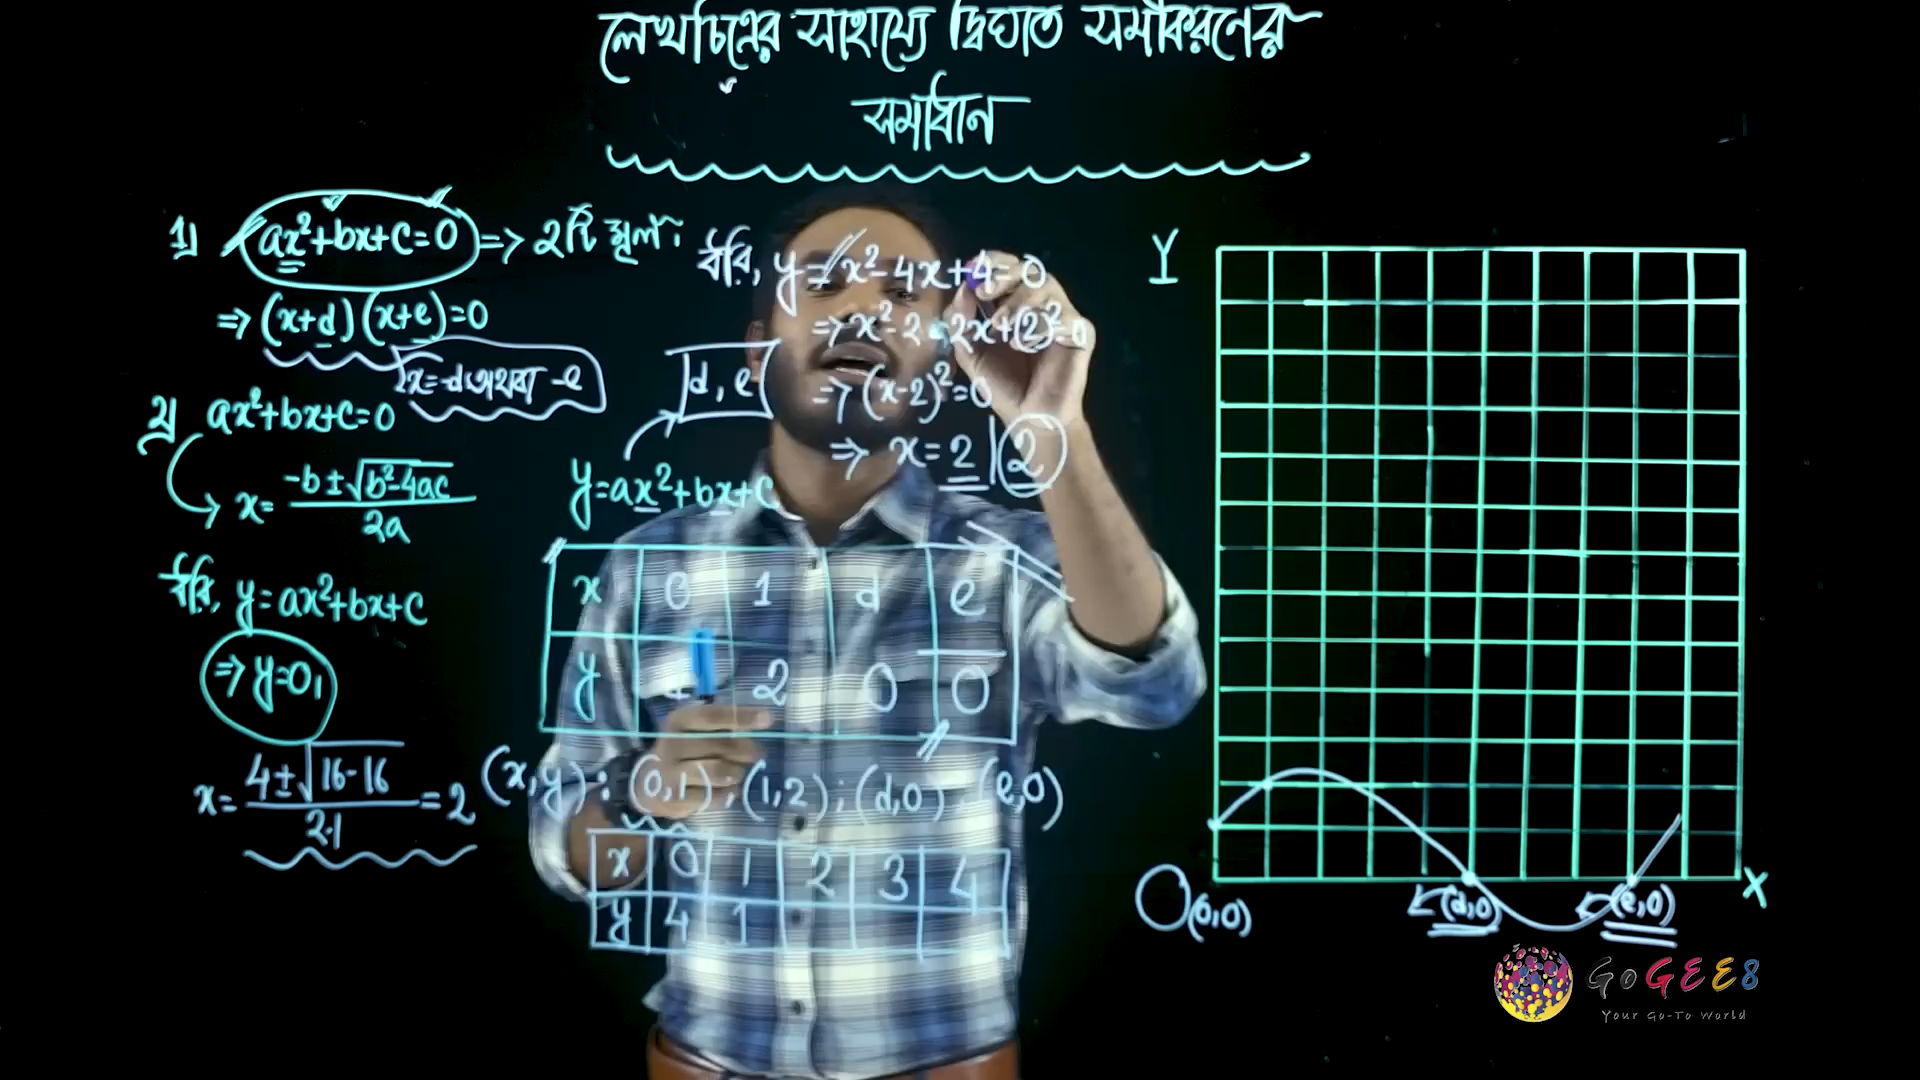 লেখচিত্রের সাহায্যে দ্বিঘাত সমীকরণের
সমাধান
১) ax²+bx+c=0 => ২টি মূল:
=> (x+d)(x+e)=0
x=-d অথবা -e
২) ax²+bx+c=0
x= -b±√b²-4ac / 2a
ধরি, y=ax²+bx+c
=> y=0,
x= 4±√16-16 / 2·1 =2
ধরি, y=x²-4x+4=0
=> x²-2·2x+(2)²=0
=> (x-2)²=0
=> x=2|2
d, e
y=ax²+bx+c
x 0 1 d e
y 2 0 0
(x,y): (0,1); (1,2); (d,0) (e,0)
x 0 1 2 3 4
y 4 1
Y
X
O(0,0)
(d,0)
(e,0)
GoGEE8
Your Go-To World